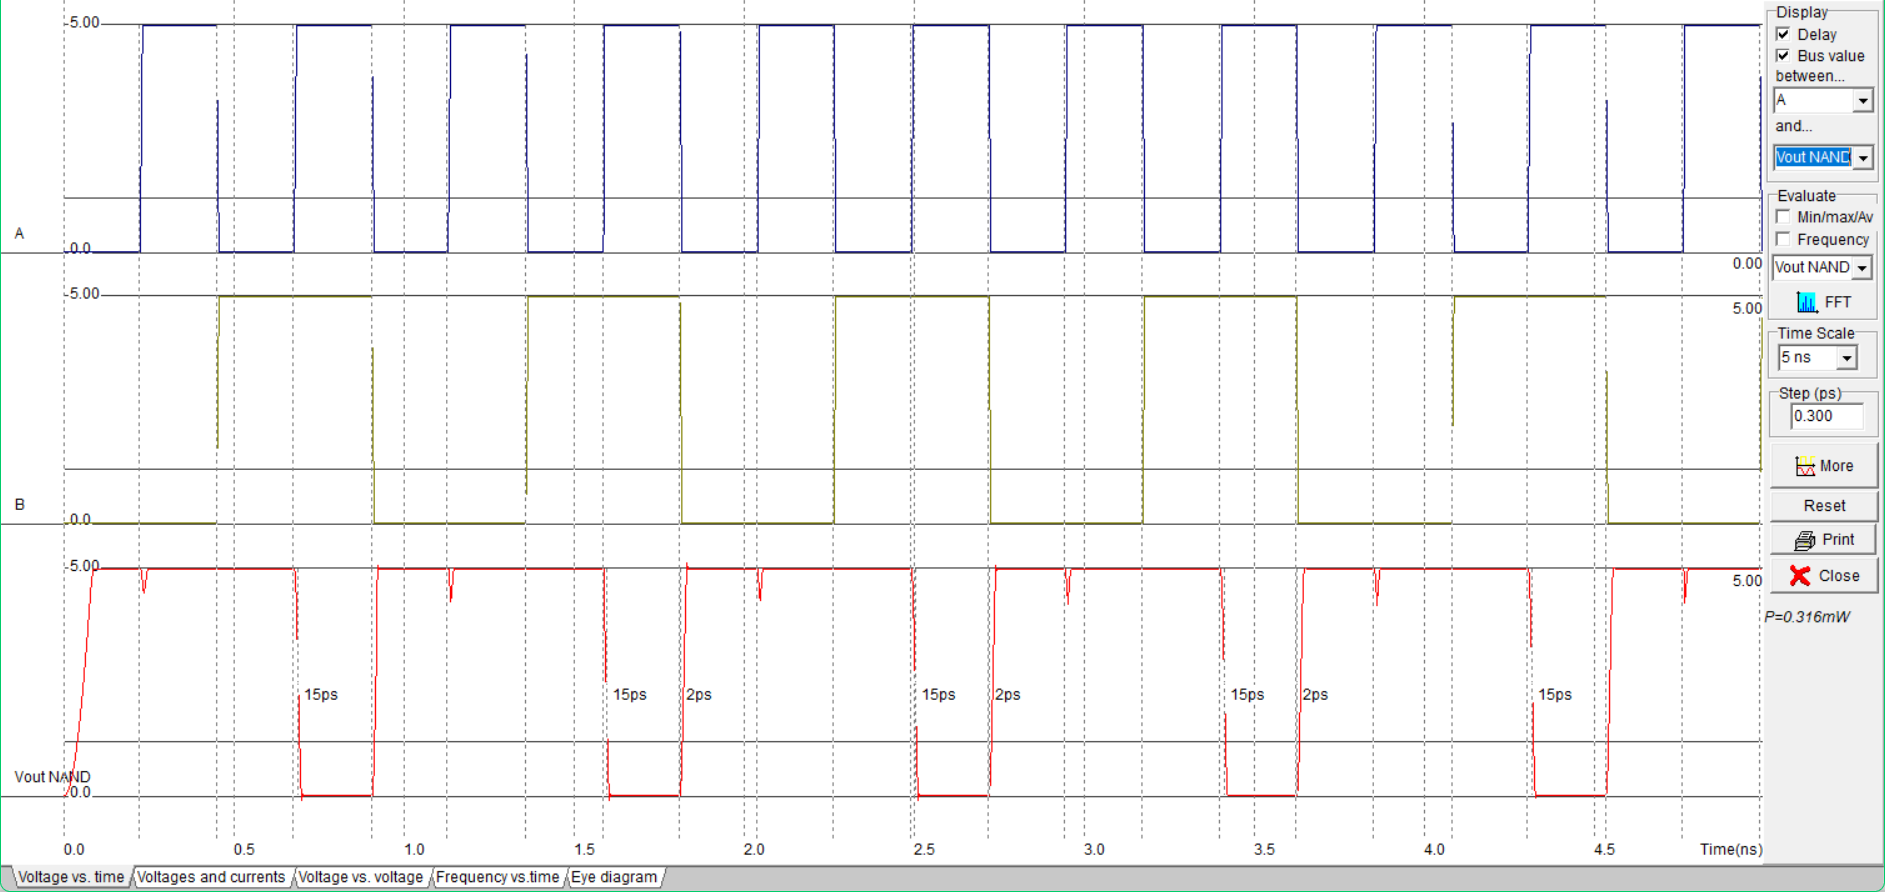 5.00
A
0.0
0.00
5.00
5.00
B
0.0
5.00
5.00
15ps
15ps
2ps
15ps
2ps
15ps
2ps
15ps
Vout NAND
0.0
0.0
0.5
1.0
1.5
2.0
2.5
3.0
3.5
4.0
4.5
Time(ns)
Voltage vs. time
Voltages and currents
Voltage vs. voltage
Frequency vs.time
Eye diagram
Display
Delay
Bus value
between...
A
and...
Vout NAND
Evaluate
Min/max/Av
Frequency
Vout NAND
FFT
Time Scale
5 ns
Step (ps)
0.300
More
Reset
Print
Close
P=0.316mW